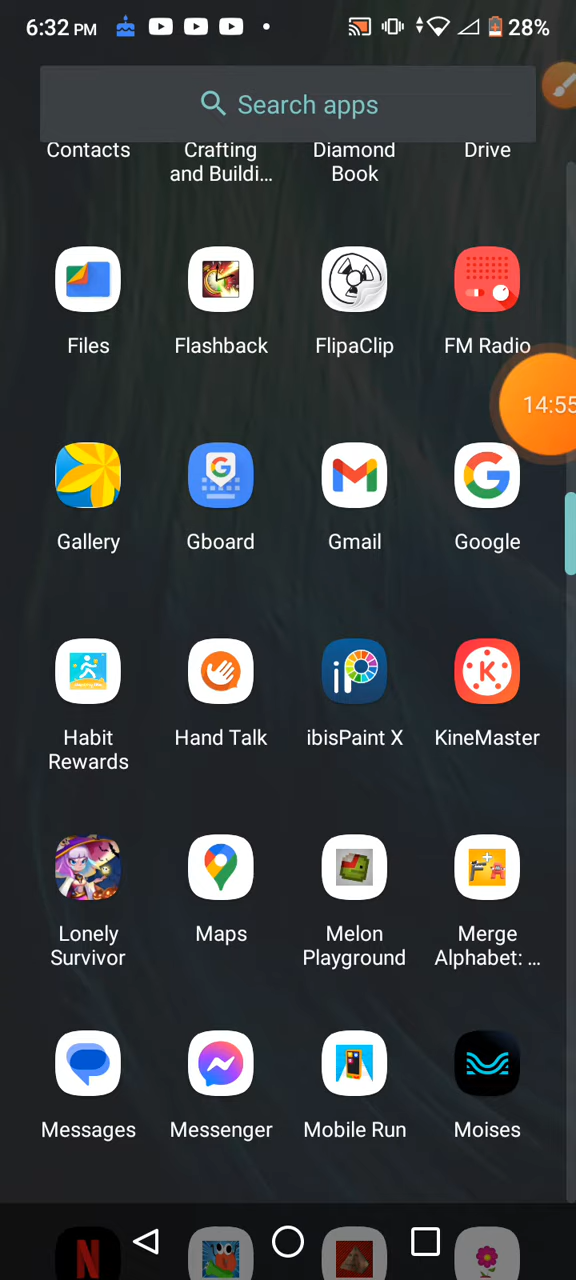 6:32 PM 28%
Search apps
Contacts Crafting Diamond Drive
and Buildi... Book
Files Flashback FlipaClip FM Radio
14:55
Gallery Gboard Gmail Google
Habit Hand Talk ibisPaint X KineMaster
Rewards
Lonely Maps Melon Merge
Survivor Playground Alphabet: ...
Messages Messenger Mobile Run Moises